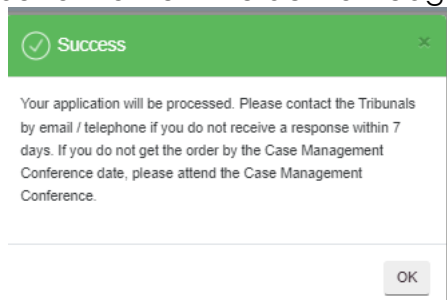 Success
×
Your application will be processed. Please contact the Tribunals
by email / telephone if you do not receive a response within 7
days. If you do not get the order by the Case Management
Conference date, please attend the Case Management
Conference.
OK